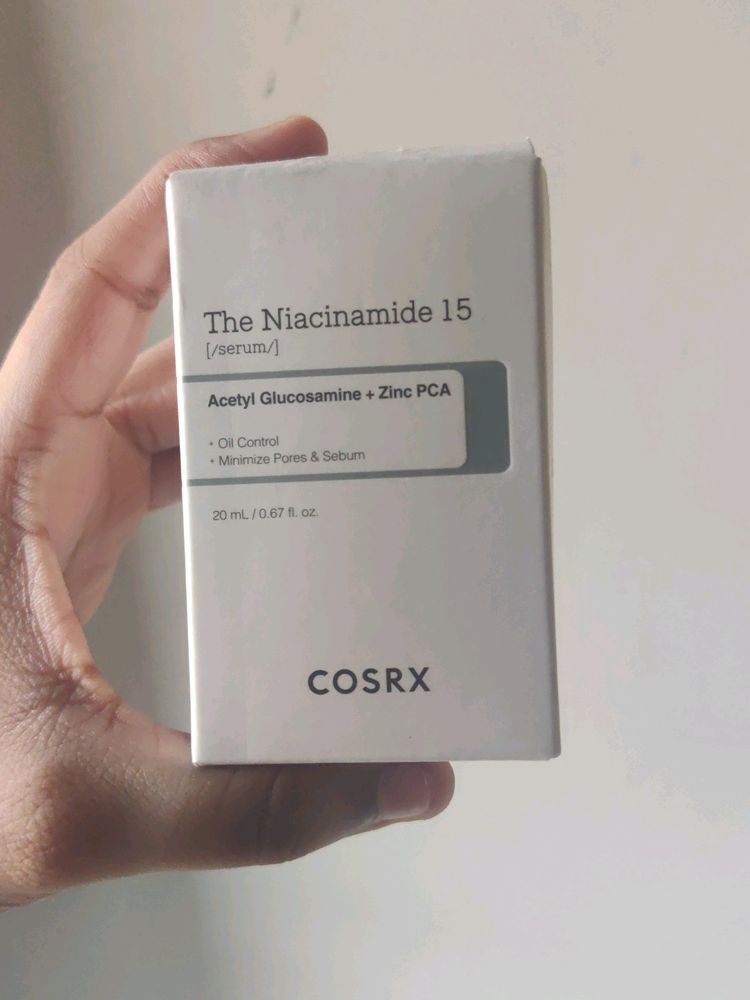 The Niacinamide 15
[/serum/]
Acetyl Glucosamine + Zinc PCA
+ Oil Control
+ Minimize Pores & Sebum
20 mL / 0.67 fl. oz.
COSRX